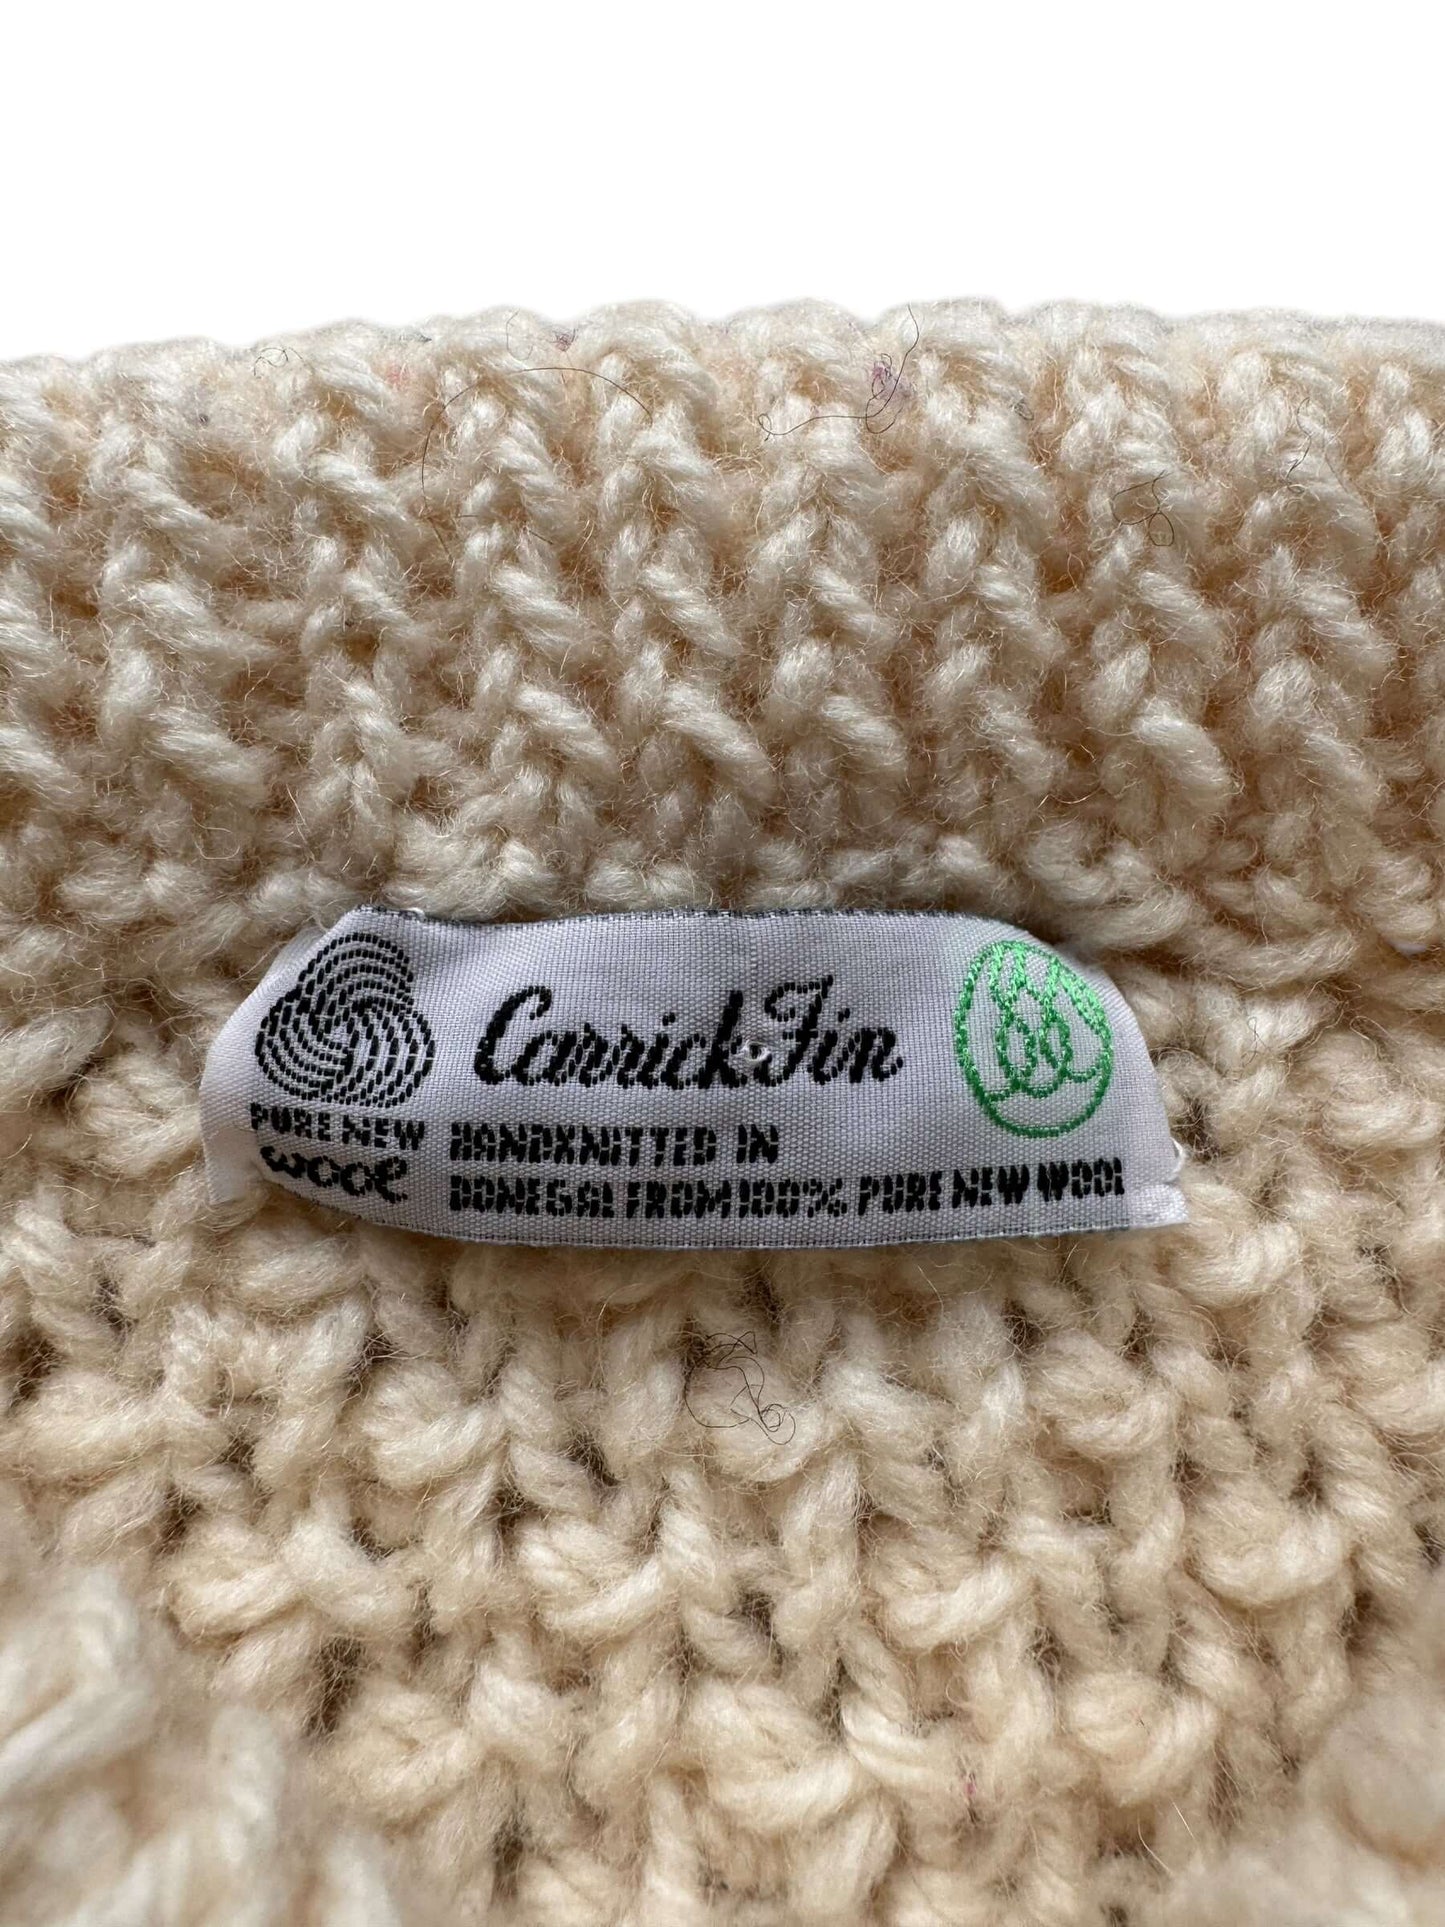 Carrick Fin
PURE NEW
WOOL
HANDKNITTED IN
DONEGAL FROM 100% PURE NEW WOOL